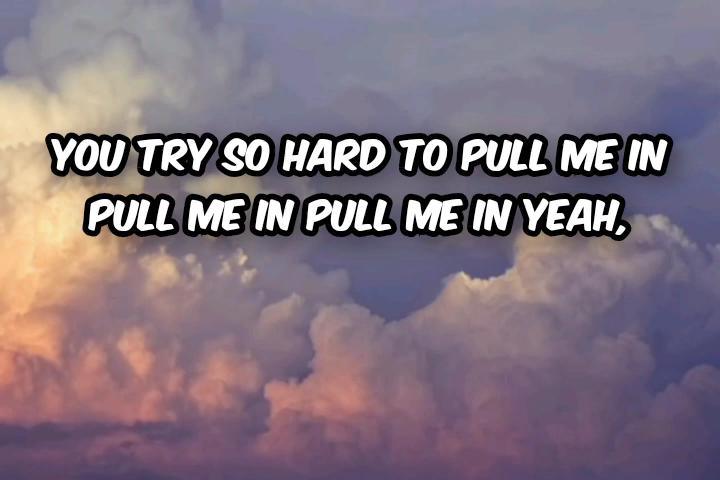 YOU TRY SO HARD TO PULL ME IN
PULL ME IN PULL ME IN YEAH,